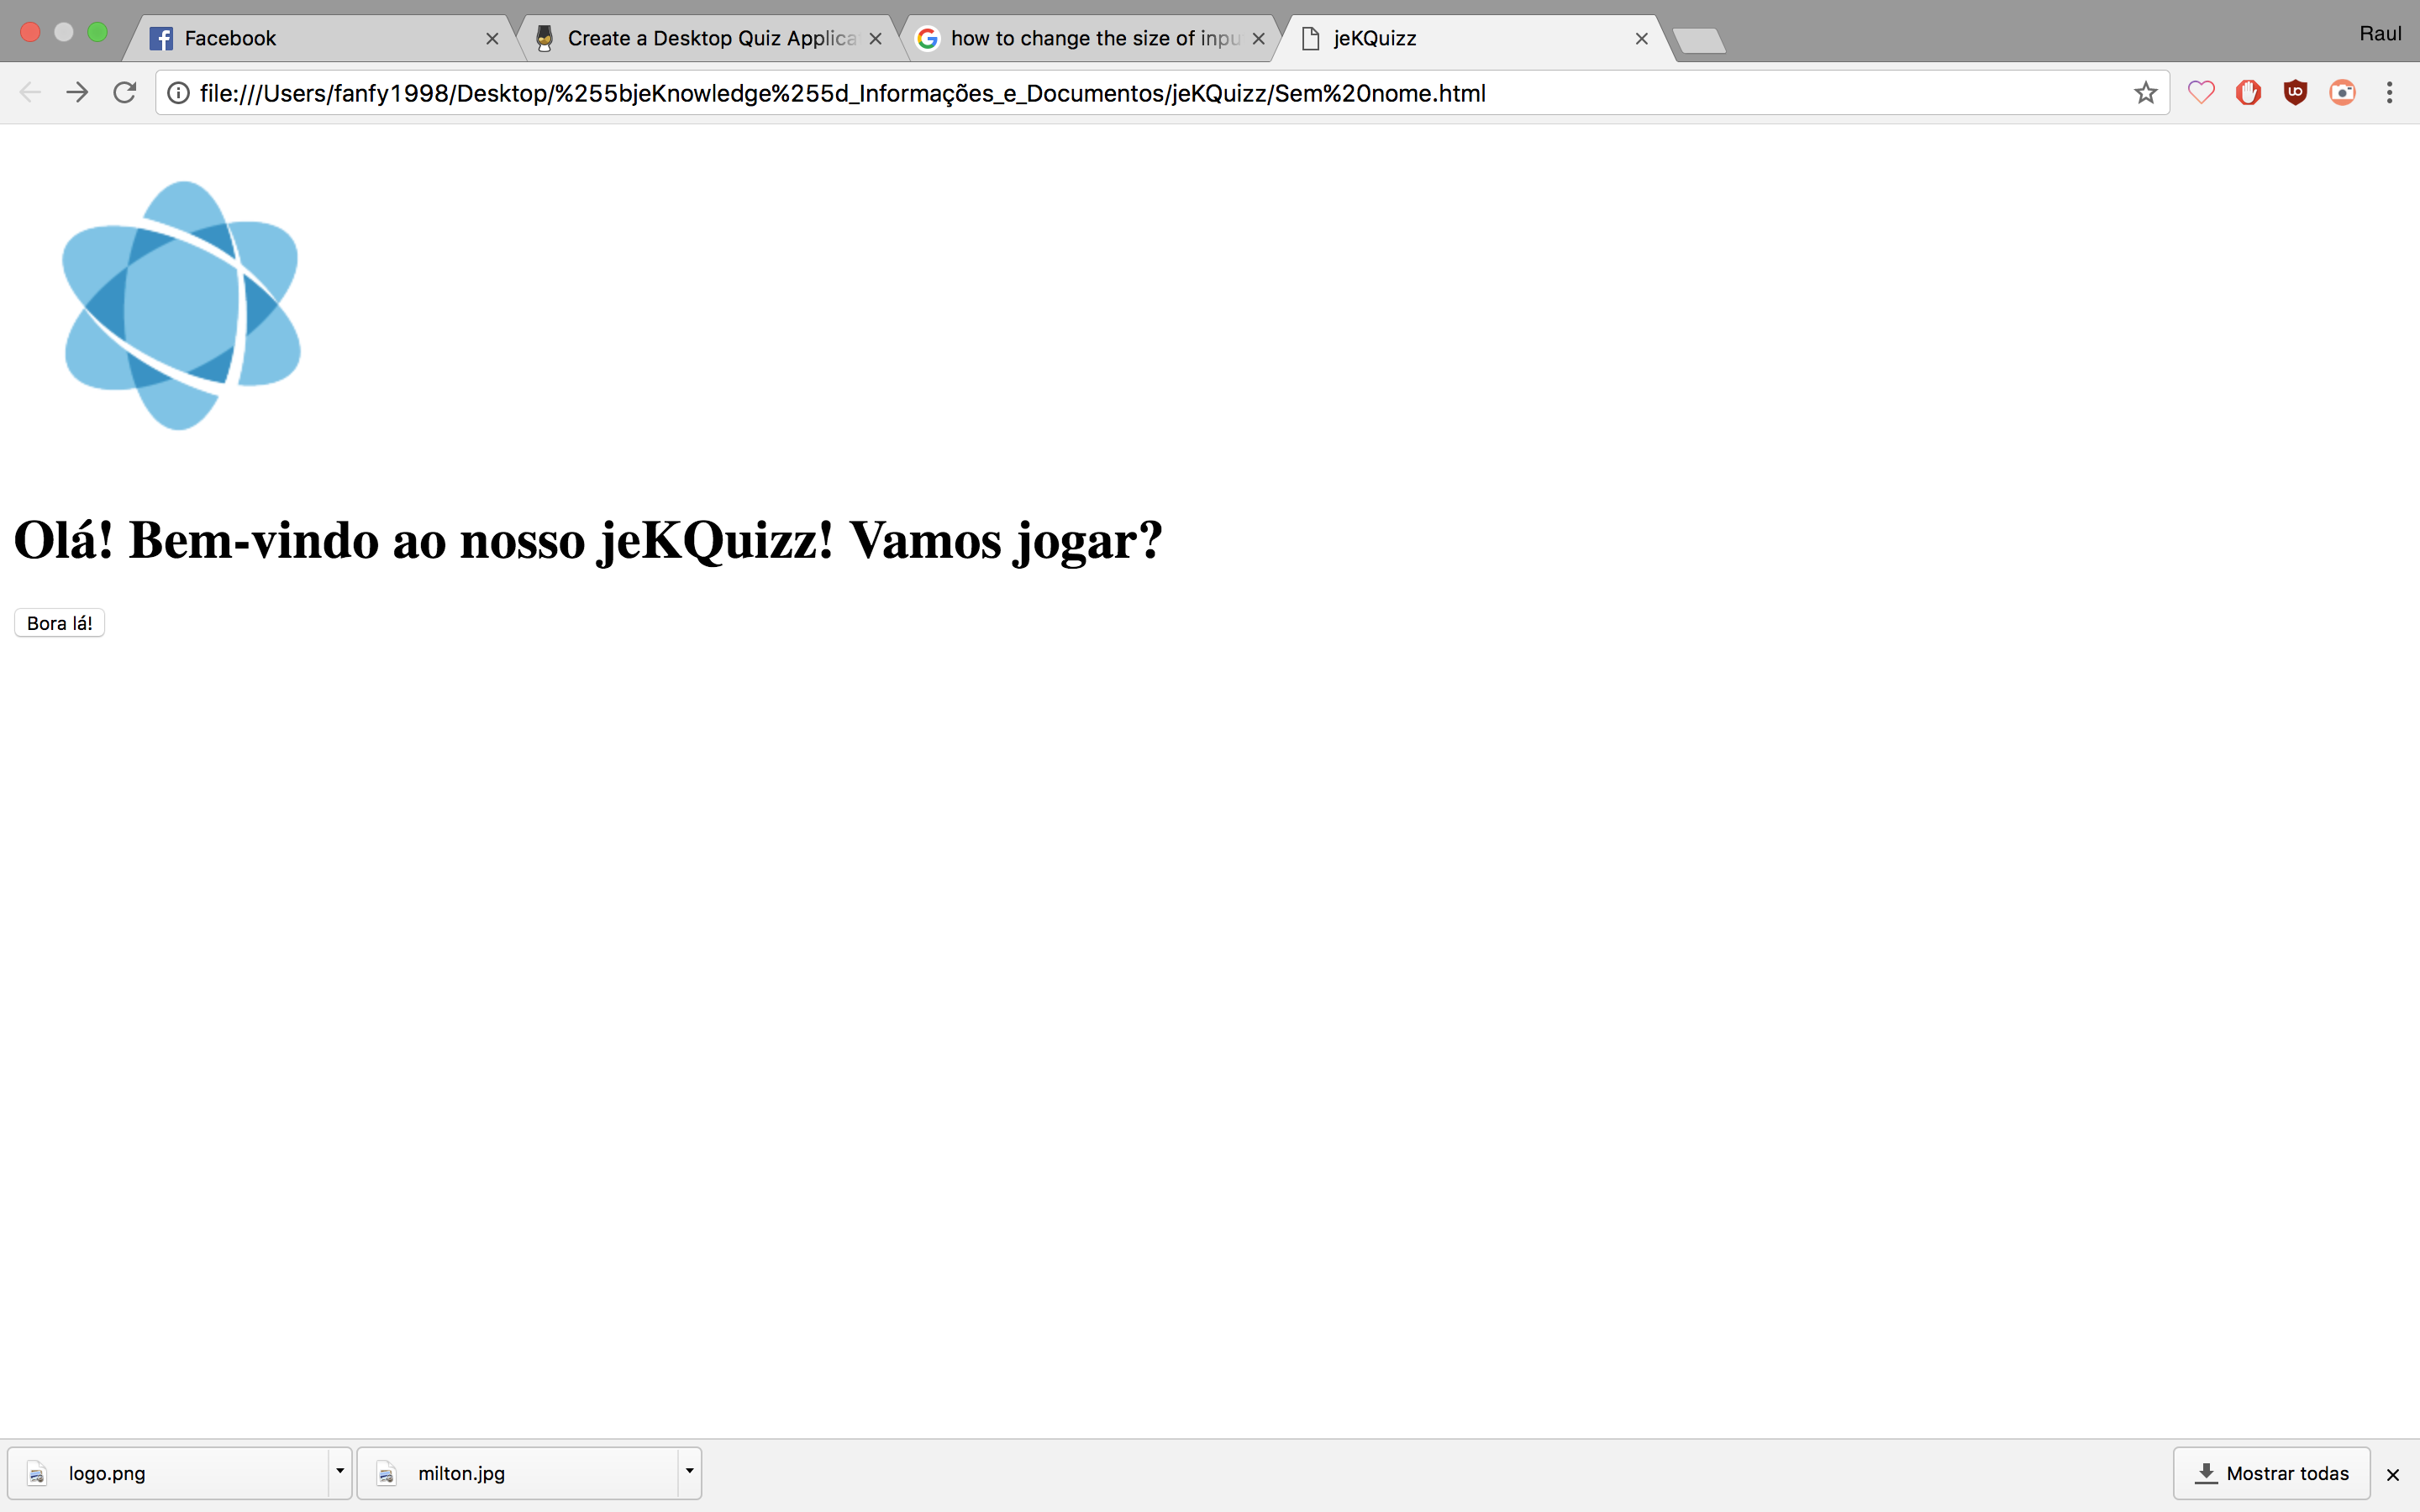 Facebook
Create a Desktop Quiz Applica
how to change the size of inpu
jeKQuizz
Raul
file:///Users/fanfy1998/Desktop/%255bjeKnowledge%255d_Informações_e_Documentos/jeKQuizz/Sem%20nome.html
Olá! Bem-vindo ao nosso jeKQuizz! Vamos jogar?
Bora lá!
logo.png
milton.jpg
Mostrar todas